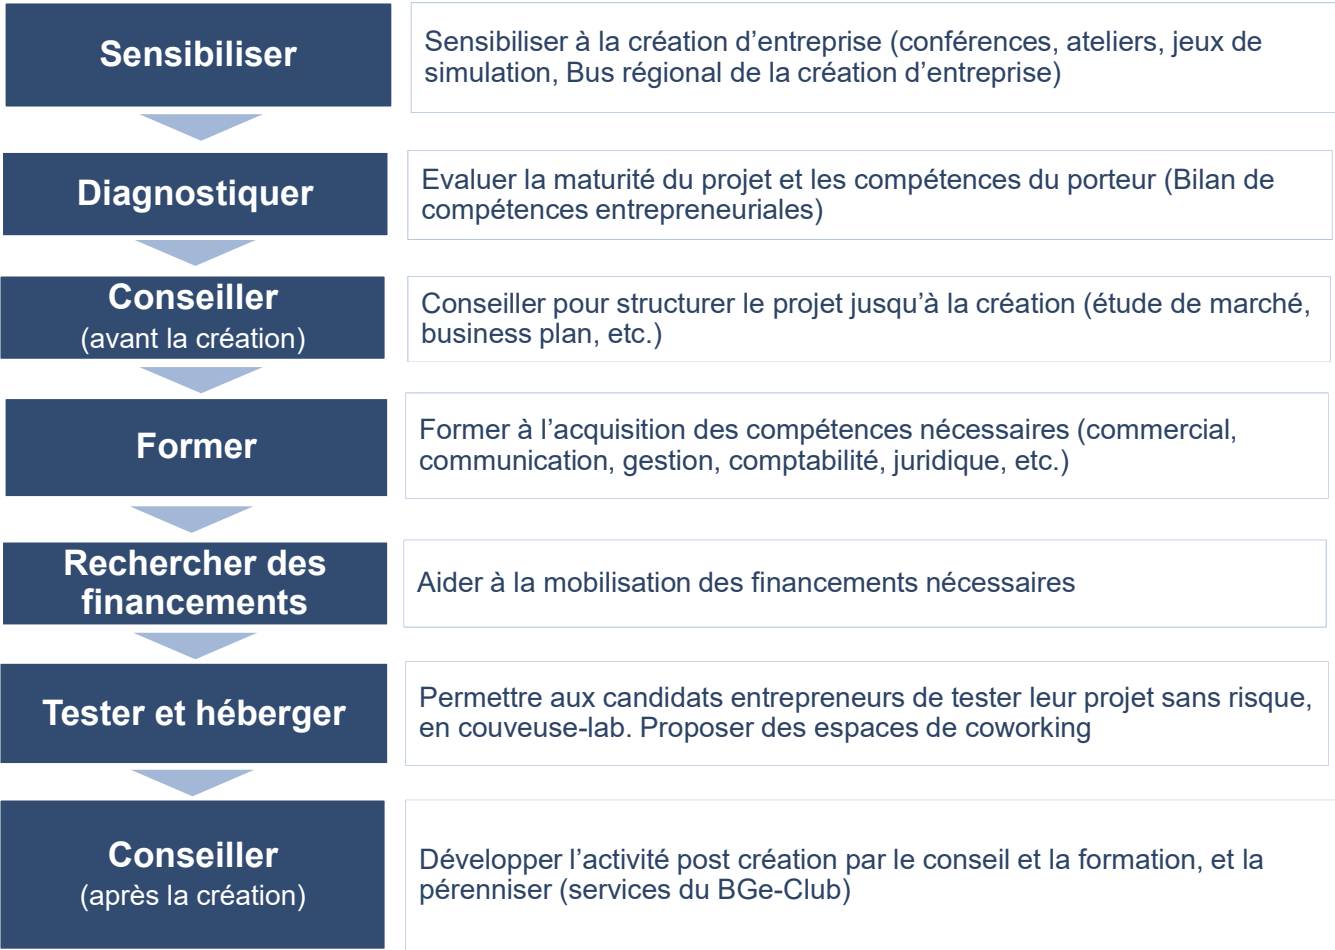 Sensibiliser
Sensibiliser à la création d’entreprise (conférences, ateliers, jeux de
simulation, Bus régional de la création d’entreprise)
Diagnostiquer
Evaluer la maturité du projet et les compétences du porteur (Bilan de
compétences entrepreneuriales)
Conseiller
(avant la création)
Conseiller pour structurer le projet jusqu’à la création (étude de marché,
business plan, etc.)
Former
Former à l’acquisition des compétences nécessaires (commercial,
communication, gestion, comptabilité, juridique, etc.)
Rechercher des
financements
Aider à la mobilisation des financements nécessaires
Tester et héberger
Permettre aux candidats entrepreneurs de tester leur projet sans risque,
en couveuse-lab. Proposer des espaces de coworking
Conseiller
(après la création)
Développer l’activité post création par le conseil et la formation, et la
pérenniser (services du BGe-Club)